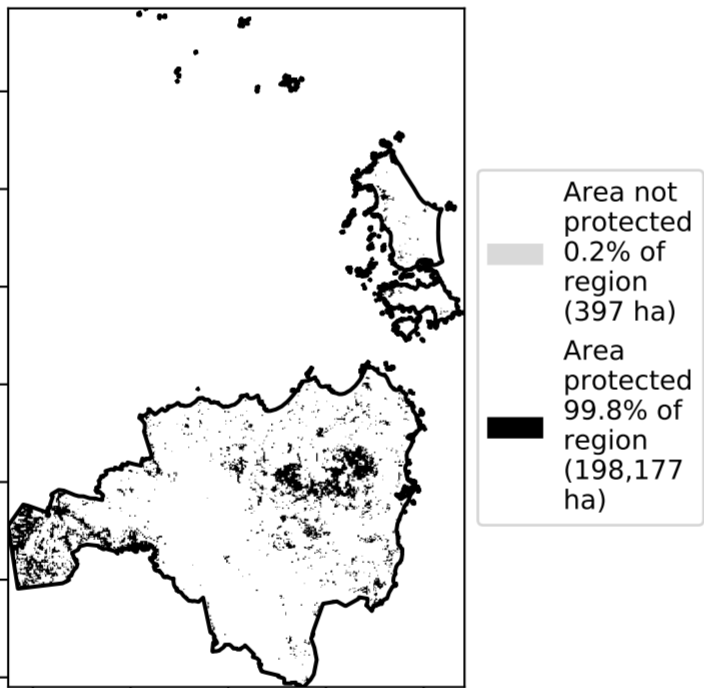 Area not
protected
0.2% of
region
(397 ha)
Area
protected
99.8% of
region
(198,177
ha)